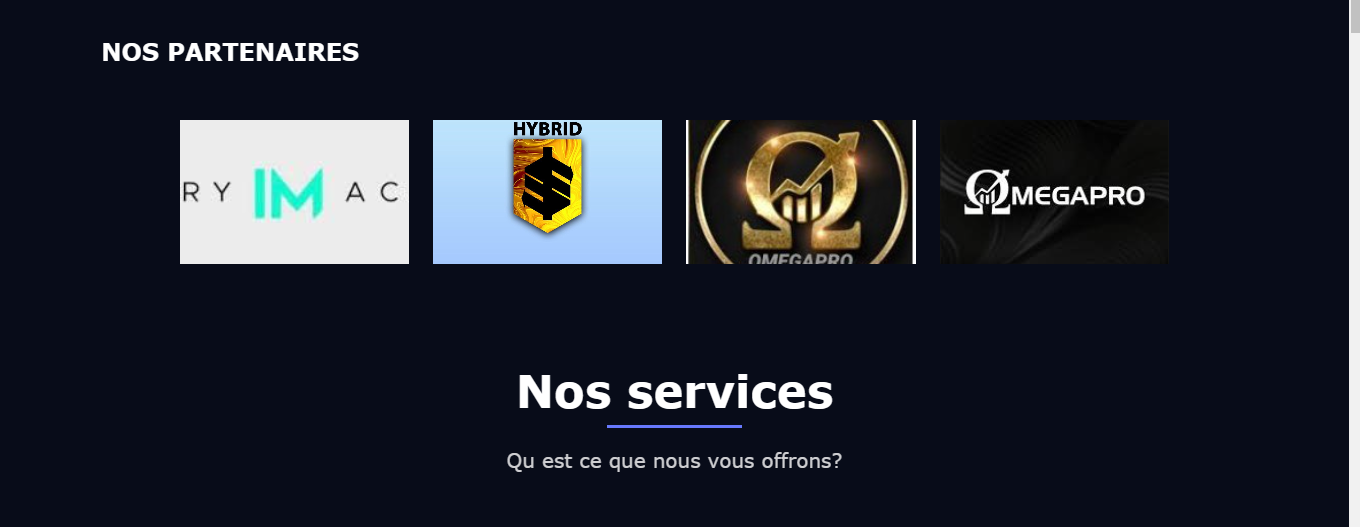 NOS PARTENAIRES
RY IM AC
HYBRID
OMEGAPRO
ΩMEGAPRO
Nos services
Qu est ce que nous vous offrons?